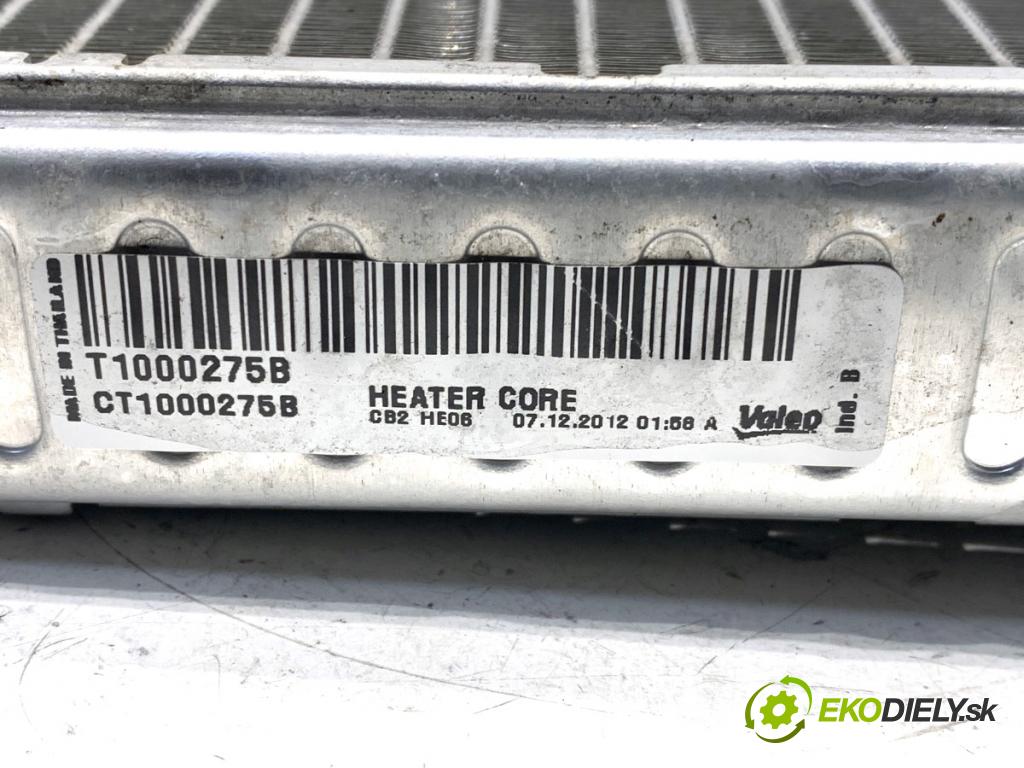 MADE IN THAILAND
T1000275B
CT1000275B
HEATER CORE
CB2 HE06 07.12.2012 01:58 A
Valeo
Ind. B
EKODIELY.sk